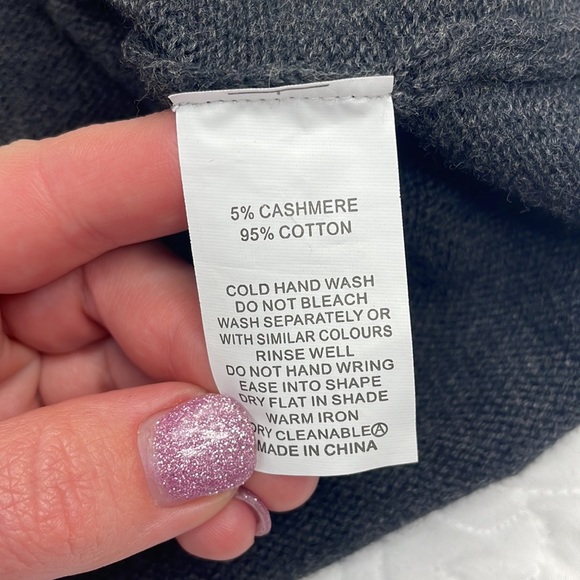 5% CASHMERE
95% COTTON
COLD HAND WASH
DO NOT BLEACH
WASH SEPARATELY OR
WITH SIMILAR COLOURS
RINSE WELL
DO NOT HAND WRING
EASE INTO SHAPE
DRY FLAT IN SHADE
WARM IRON
DRY CLEANABLE Ⓐ
MADE IN CHINA